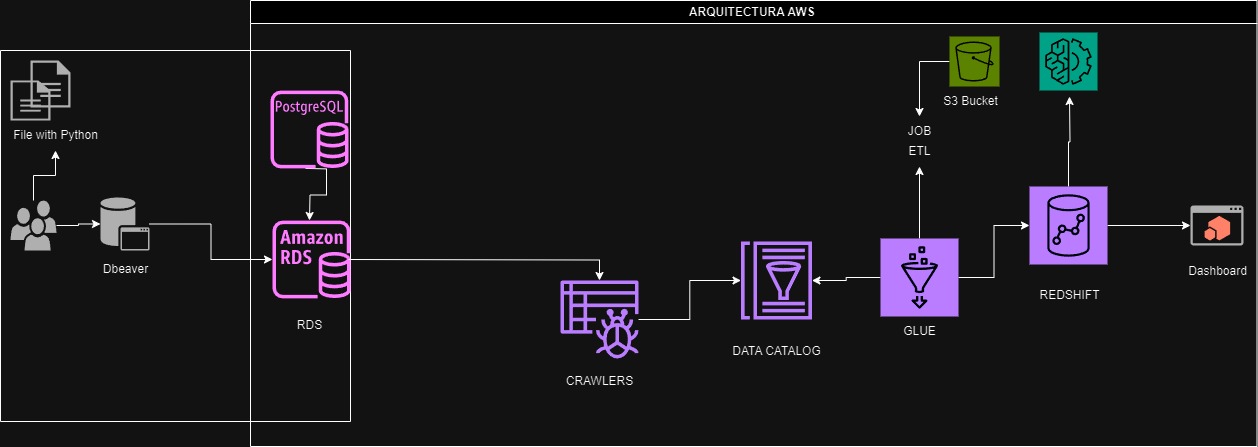 ARQUITECTURA AWS
File with Python
PostgreSQL
S3 Bucket
JOB
ETL
Dbeaver
Amazon
RDS
RDS
CRAWLERS
DATA CATALOG
GLUE
REDSHIFT
Dashboard